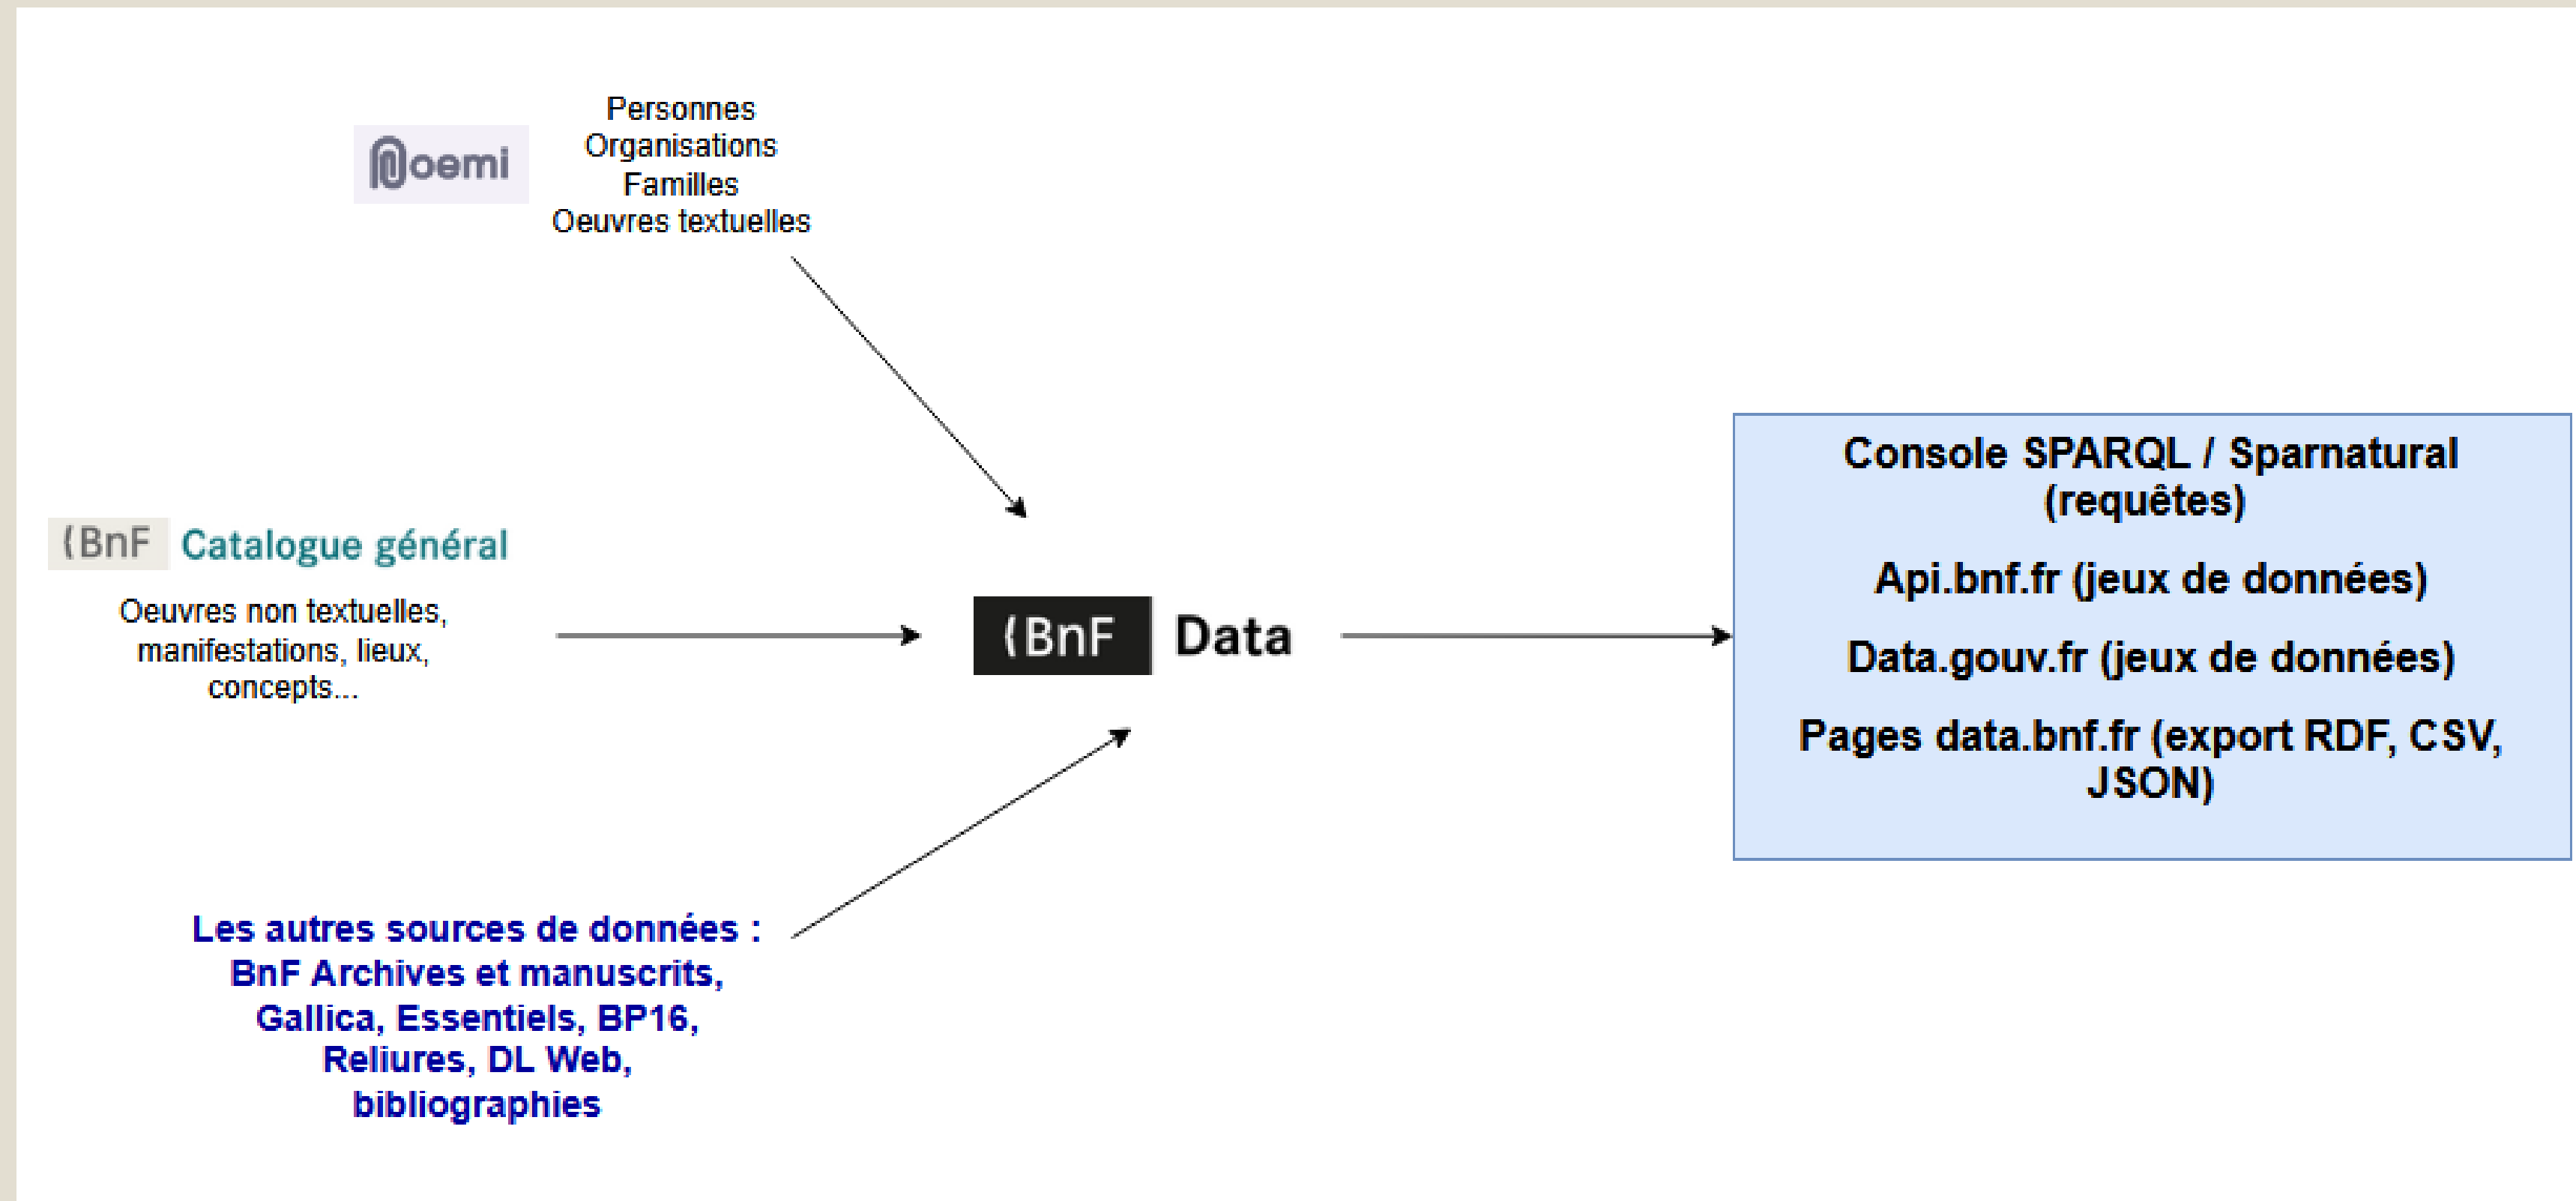 Noemi
Personnes
Organisations
Familles
Oeuvres textuelles
(BnF Catalogue général
Oeuvres non textuelles,
manifestations, lieux,
concepts...
(BnF Data
Console SPARQL / Sparnatural
(requêtes)
Api.bnf.fr (jeux de données)
Data.gouv.fr (jeux de données)
Pages data.bnf.fr (export RDF, CSV,
JSON)
Les autres sources de données :
BnF Archives et manuscrits,
Gallica, Essentiels, BP16,
Reliures, DL Web,
bibliographies